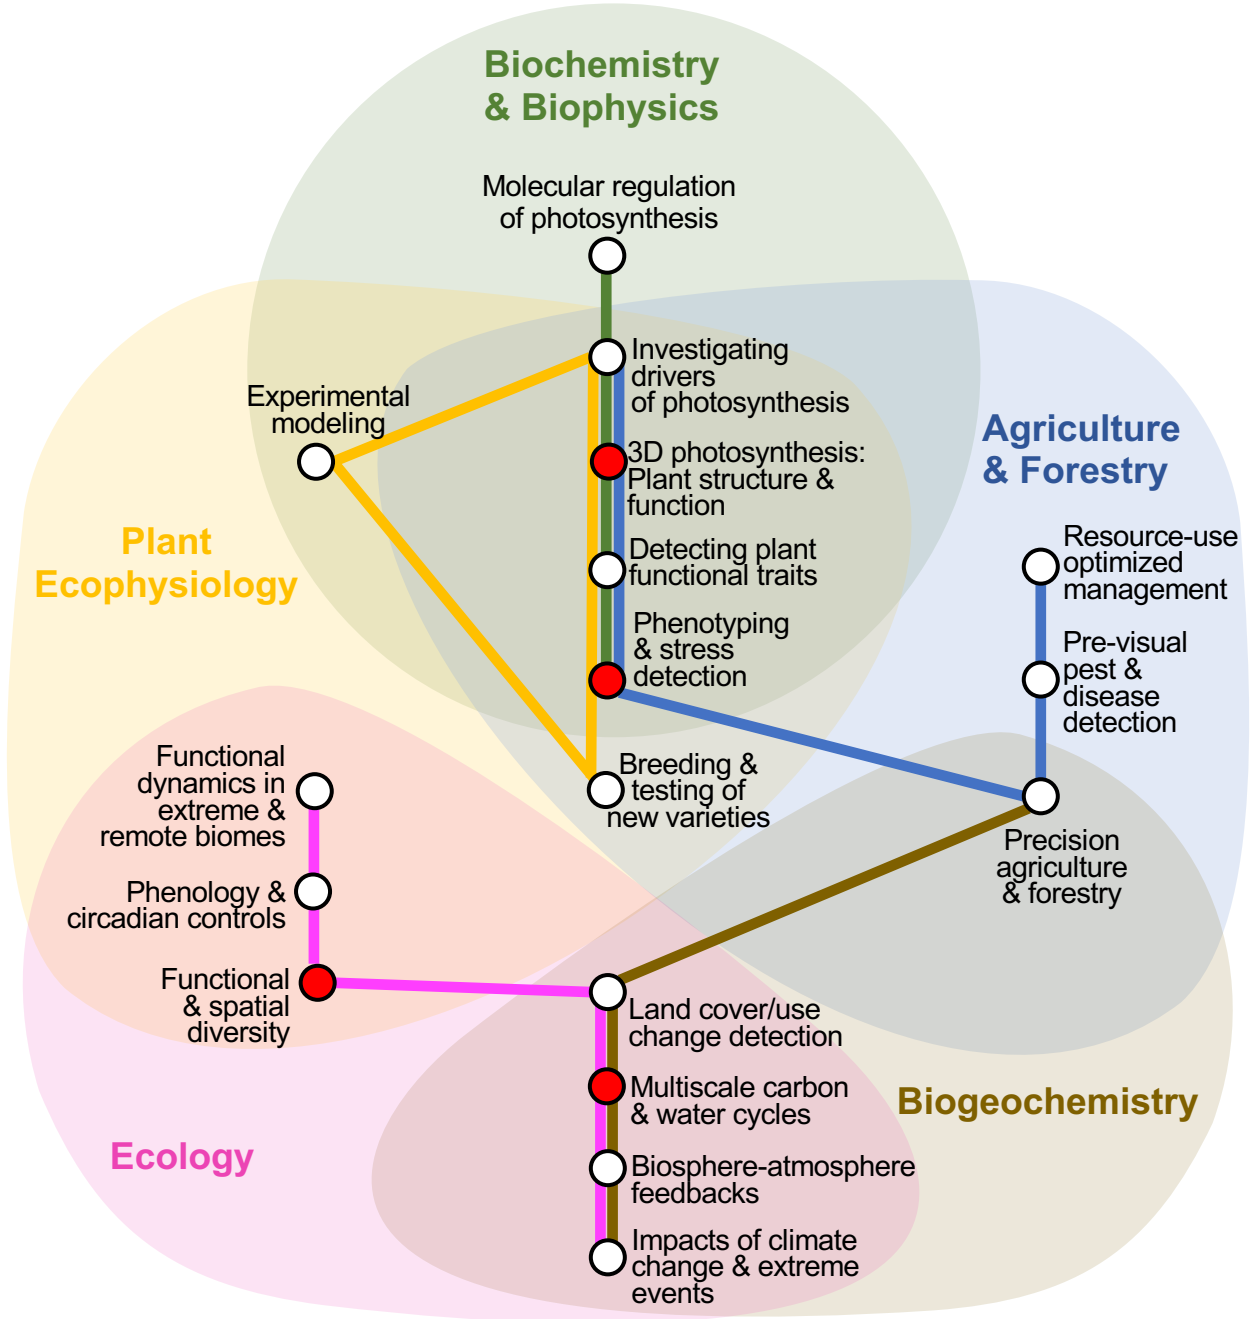 Biochemistry
& Biophysics
Molecular regulation
of photosynthesis
Investigating
drivers
of photosynthesis
Experimental
modeling
3D photosynthesis:
Plant structure &
function
Agriculture
& Forestry
Plant
Ecophysiology
Detecting plant
functional traits
Resource-use
optimized
management
Phenotyping
& stress
detection
Pre-visual
pest &
disease
detection
Breeding &
testing of
new varieties
Functional
dynamics in
extreme &
remote biomes
Precision
agriculture
& forestry
Phenology &
circadian controls
Functional
& spatial
diversity
Land cover/use
change detection
Multiscale carbon
& water cycles
Biogeochemistry
Ecology
Biosphere-atmosphere
feedbacks
Impacts of climate
change & extreme
events